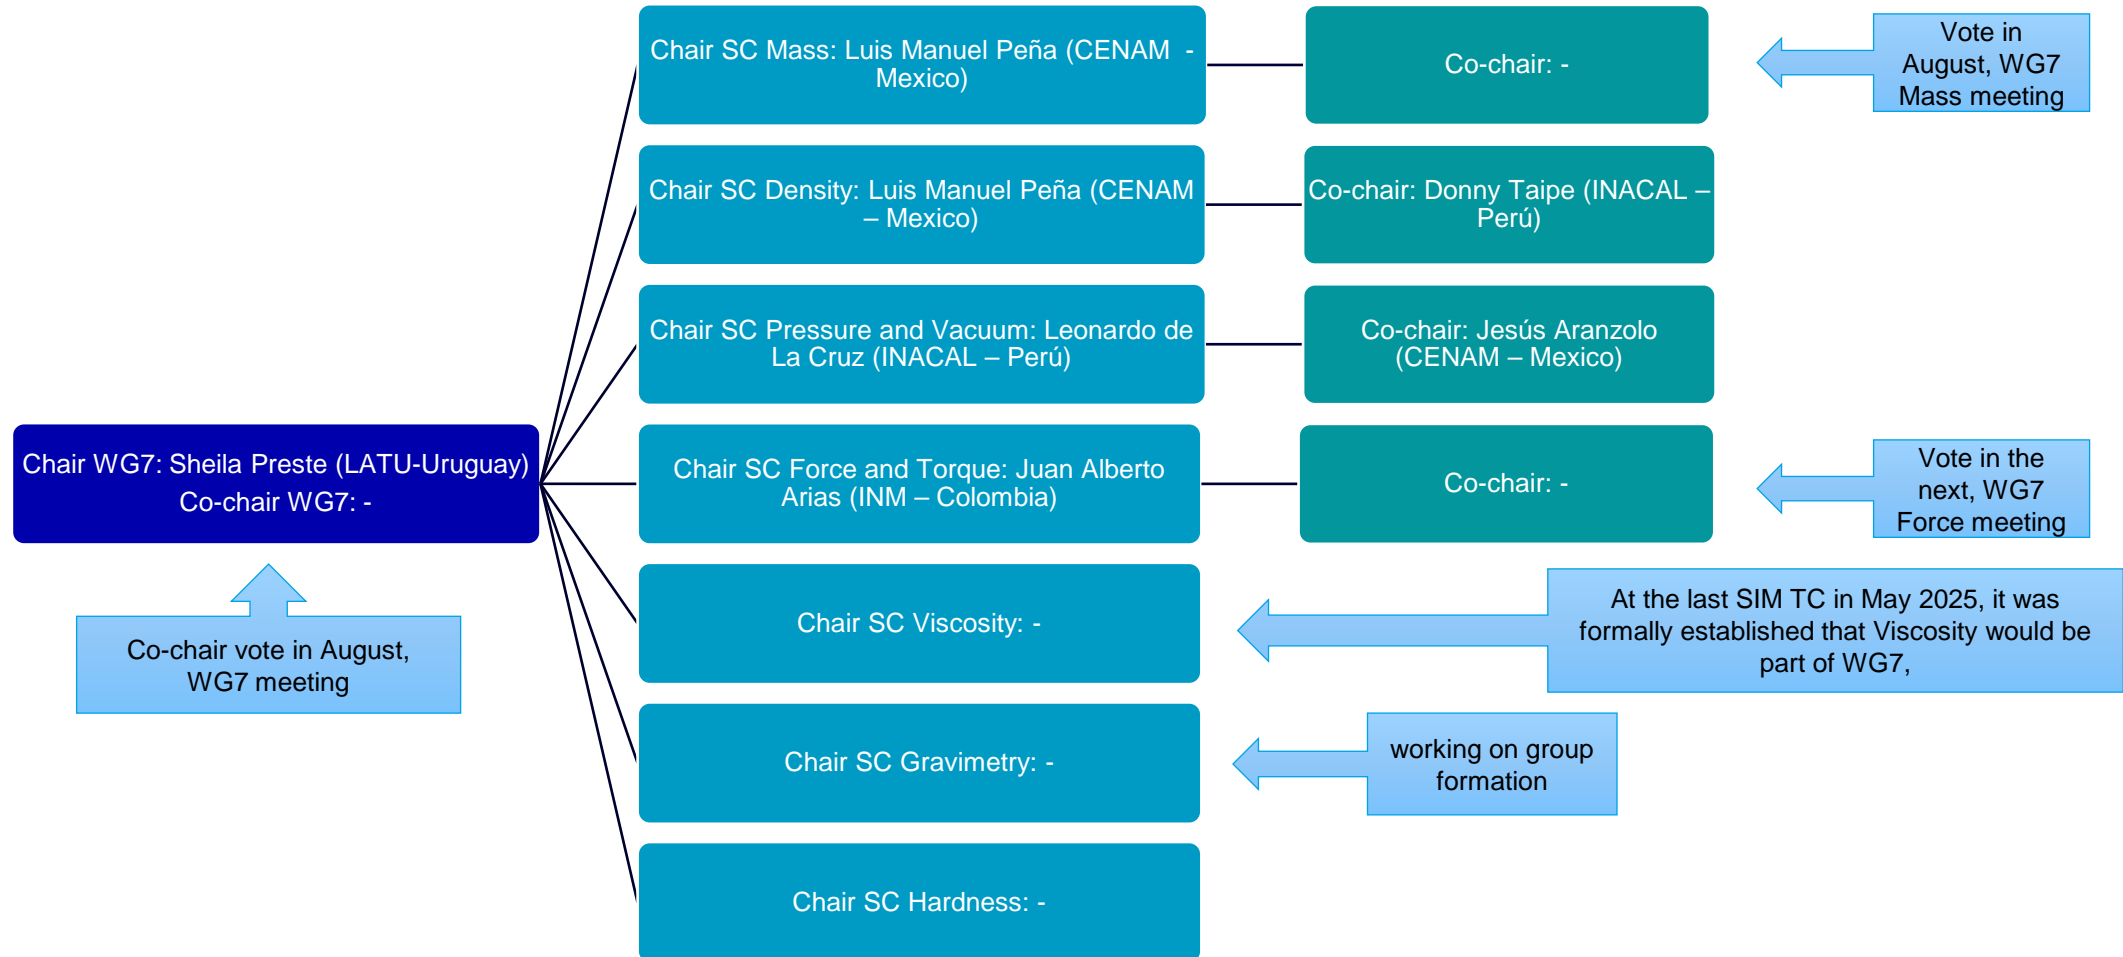 Chair SC Mass: Luis Manuel Peña (CENAM  -
Mexico)
Co-chair: -
Vote in
August, WG7
Mass meeting
Chair SC Density: Luis Manuel Peña (CENAM
– Mexico)
Co-chair: Donny Taipe (INACAL –
Perú)
Chair SC Pressure and Vacuum: Leonardo de
La Cruz (INACAL – Perú)
Co-chair: Jesús Aranzolo
(CENAM – Mexico)
Chair WG7: Sheila Preste (LATU-Uruguay)
Co-chair WG7: -
Chair SC Force and Torque: Juan Alberto
Arias (INM – Colombia)
Co-chair: -
Vote in the
next, WG7
Force meeting
Co-chair vote in August,
WG7 meeting
Chair SC Viscosity: -
At the last SIM TC in May 2025, it was
formally established that Viscosity would be
part of WG7,
Chair SC Gravimetry: -
working on group
formation
Chair SC Hardness: -